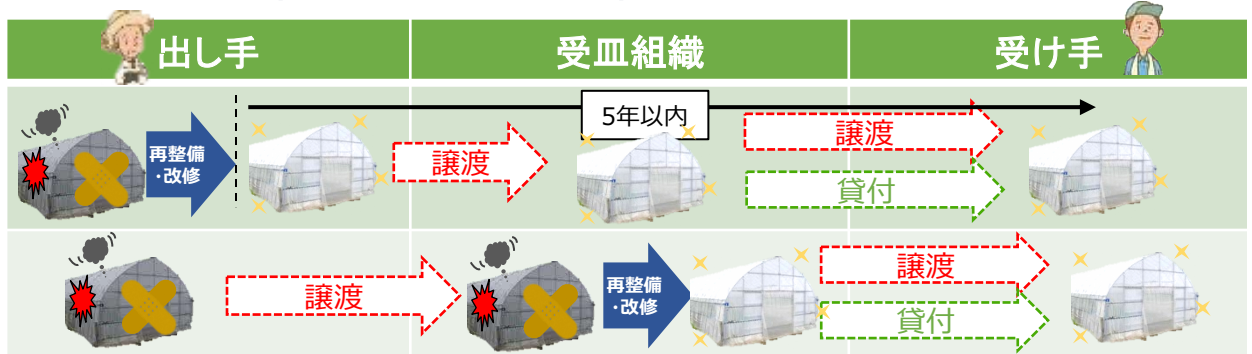 出し手
受皿組織
受け手
5年以内
再整備
・改修
譲渡
譲渡
貸付
譲渡
再整備
・改修
譲渡
貸付